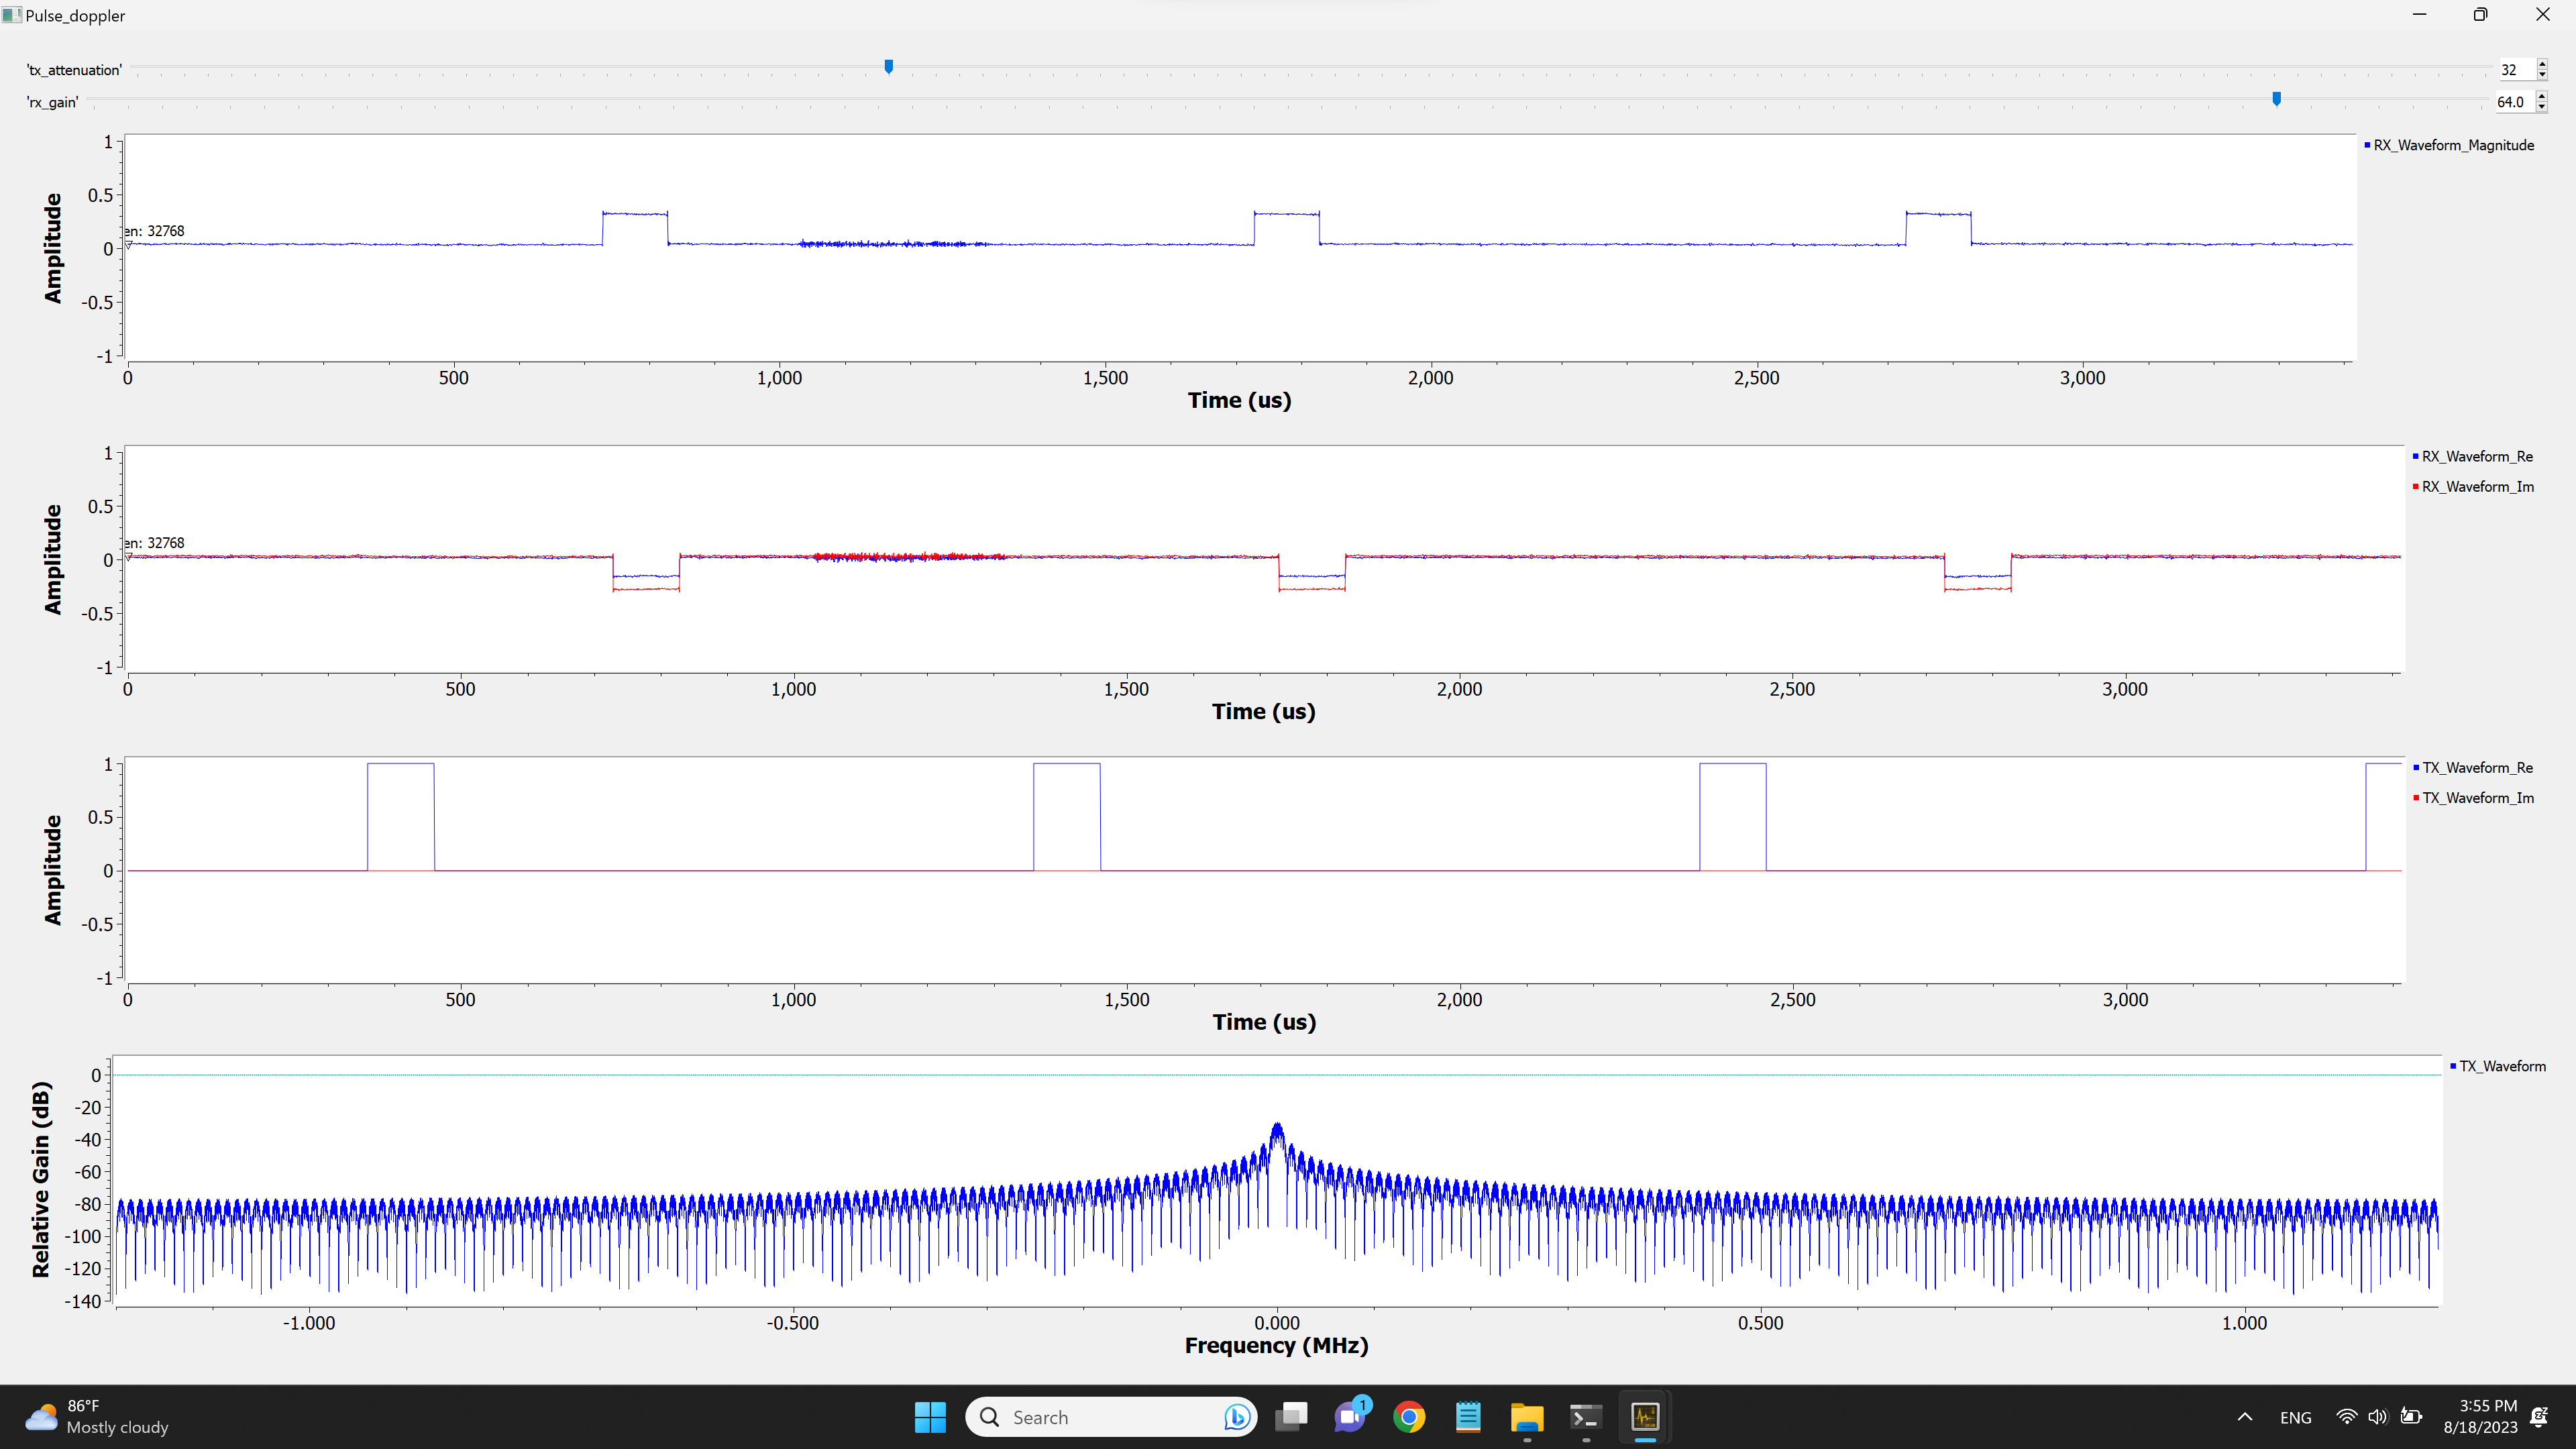 Pulse_doppler
'tx_attenuation' 32
'rx_gain' 64.0
1
0.5
0
-0.5
-1
Amplitude
en: 32768
RX_Waveform_Magnitude
0 500 1,000 1,500 2,000 2,500 3,000
Time (us)
1
0.5
0
-0.5
-1
Amplitude
en: 32768
RX_Waveform_Re
RX_Waveform_Im
0 500 1,000 1,500 2,000 2,500 3,000
Time (us)
1
0.5
0
-0.5
-1
Amplitude
TX_Waveform_Re
TX_Waveform_Im
0 500 1,000 1,500 2,000 2,500 3,000
Time (us)
0
-20
-40
-60
-80
-100
-120
-140
Relative Gain (dB)
TX_Waveform
-1.000 -0.500 0.000 0.500 1.000
Frequency (MHz)
86°F
Mostly cloudy
Search
1
ENG
3:55 PM
8/18/2023